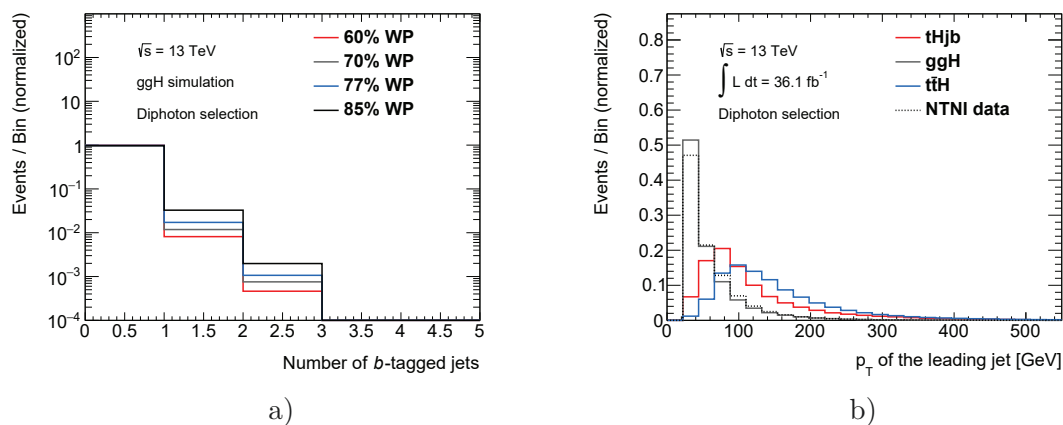 Events / Bin (normalized)
10²
10
1
10⁻¹
10⁻²
10⁻³
10⁻⁴
√s = 13 TeV
ggH simulation
Diphoton selection
60% WP
70% WP
77% WP
85% WP
0 0.5 1 1.5 2 2.5 3 3.5 4 4.5 5
Number of b-tagged jets
a)
Events / Bin (normalized)
0.8
0.7
0.6
0.5
0.4
0.3
0.2
0.1
0
√s = 13 TeV
∫ L dt = 36.1 fb⁻¹
Diphoton selection
tHjb
ggH
tt̄H
NTNI data
0 100 200 300 400 500
p_T of the leading jet [GeV]
b)